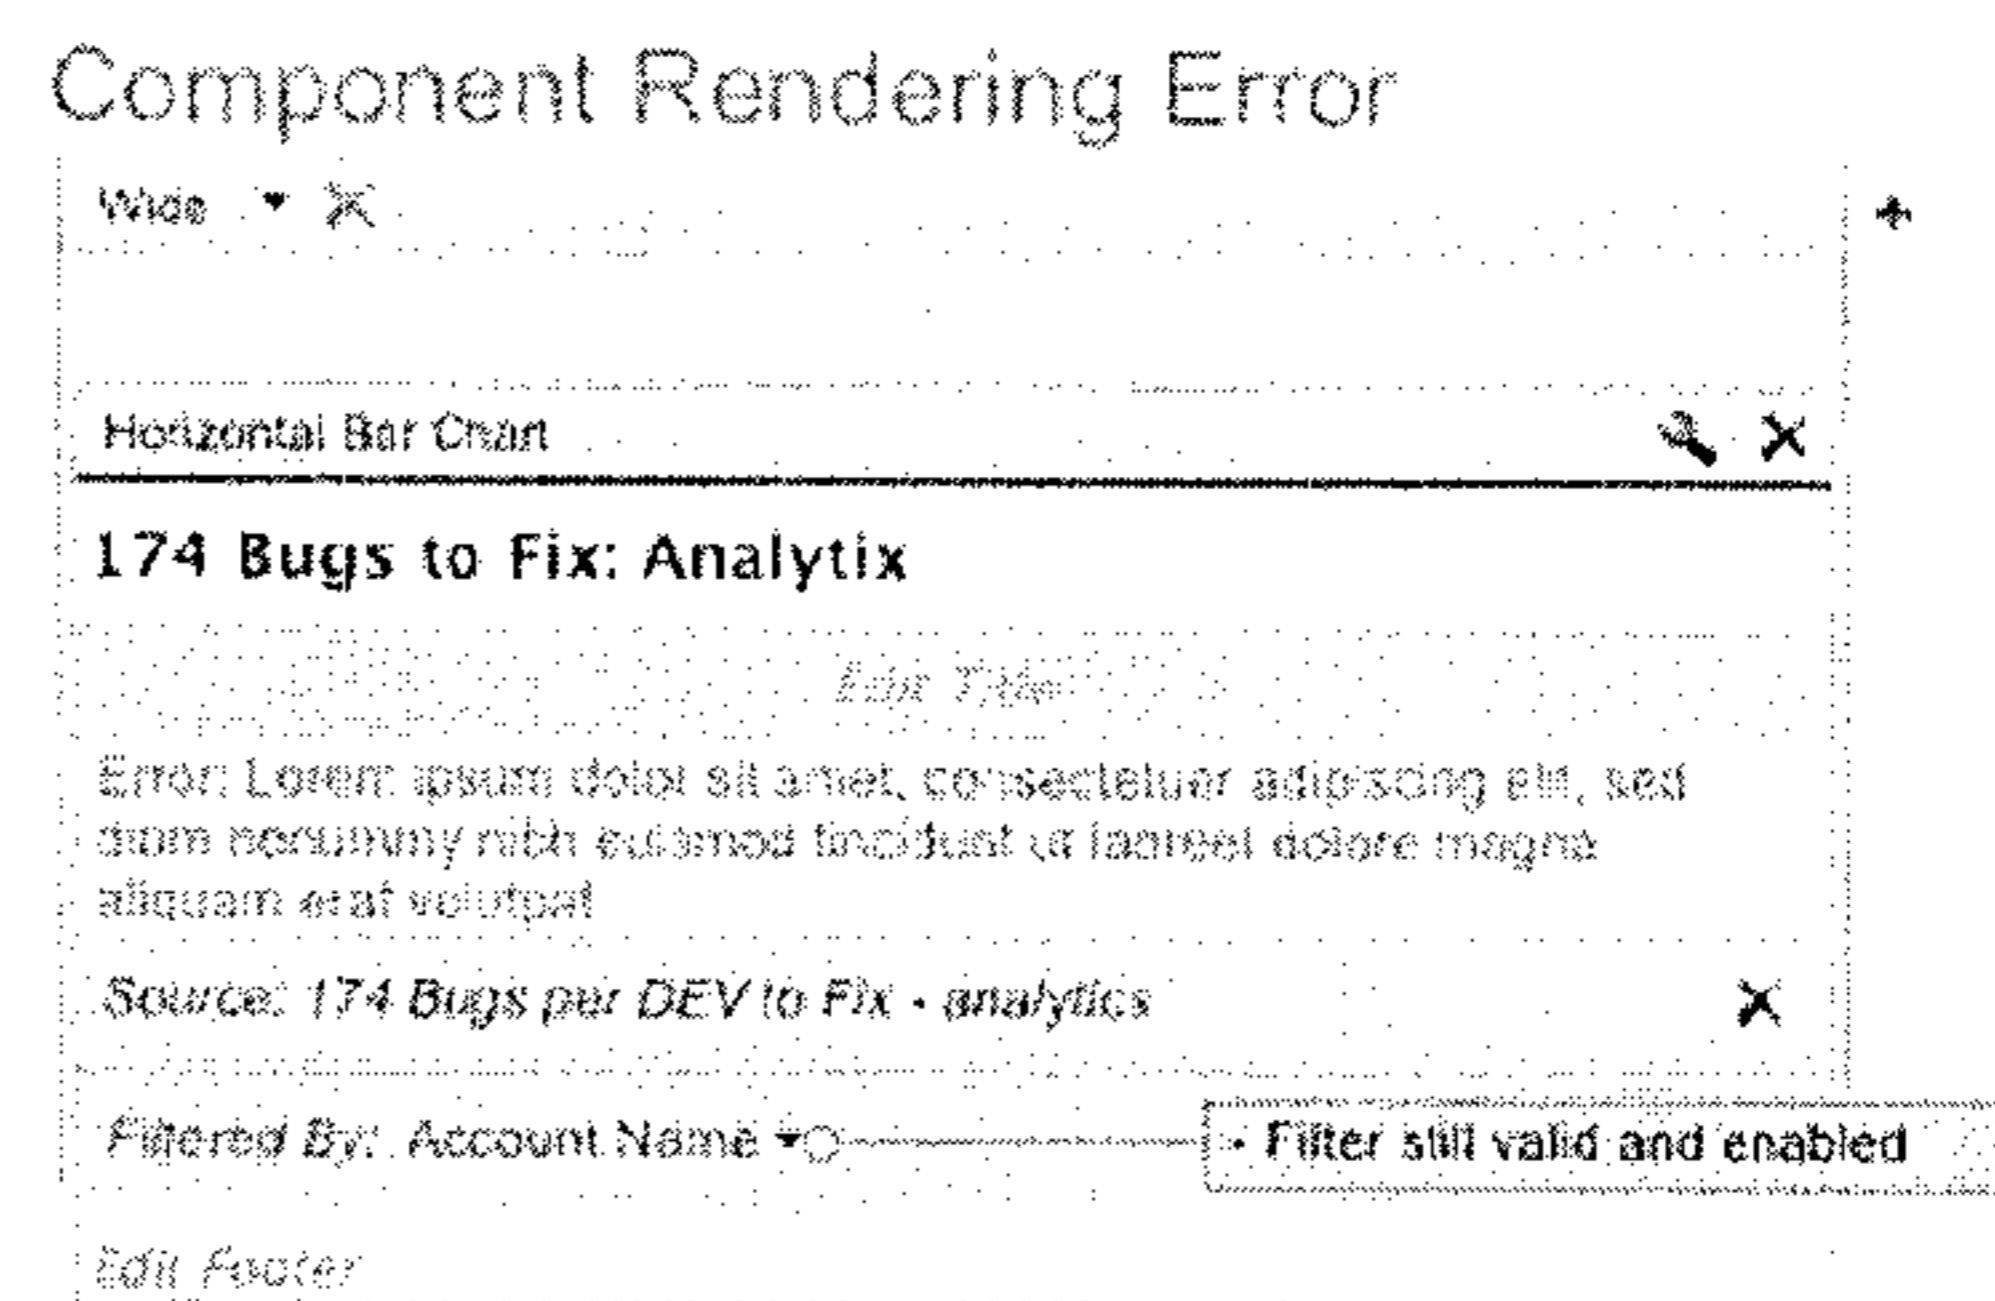 Component Rendering Error
Wide
Horizontal Bar Chart
174 Bugs to Fix: Analytix
Edit Title
Error: Lorem ipsum dolor sit amet, consectetuer adipiscing elit, sed
diam nonummy nibh euismod tincidunt ut laoreet dolore magna
aliquam erat volutpat
Source: 174 Bugs per DEV to Fix - analytics
Filtered By: Account Name
• Filter still valid and enabled
Edit Footer